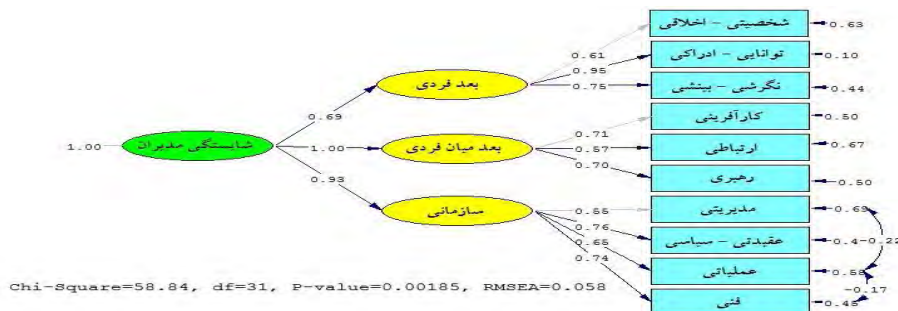 شخصیتی - اخلاقی
0.63
0.61
توانایی - ادراکی
0.10
0.95
بعد فردی
نگرشی - بینشی
0.44
0.75
0.69
کارآفرینی
0.50
0.71
1.00
شایستگی مدیران
1.00
بعد میان فردی
0.57
ارتباطی
0.67
0.70
رهبری
0.50
0.93
سازمانی
مدیریتی
0.69
0.76
عقیدتی - سیاسی
0.4
-0.22
0.65
عملیاتی
0.58
0.74
-0.17
فنی
0.45
Chi-Square=58.84, df=31, P-value=0.00185, RMSEA=0.058